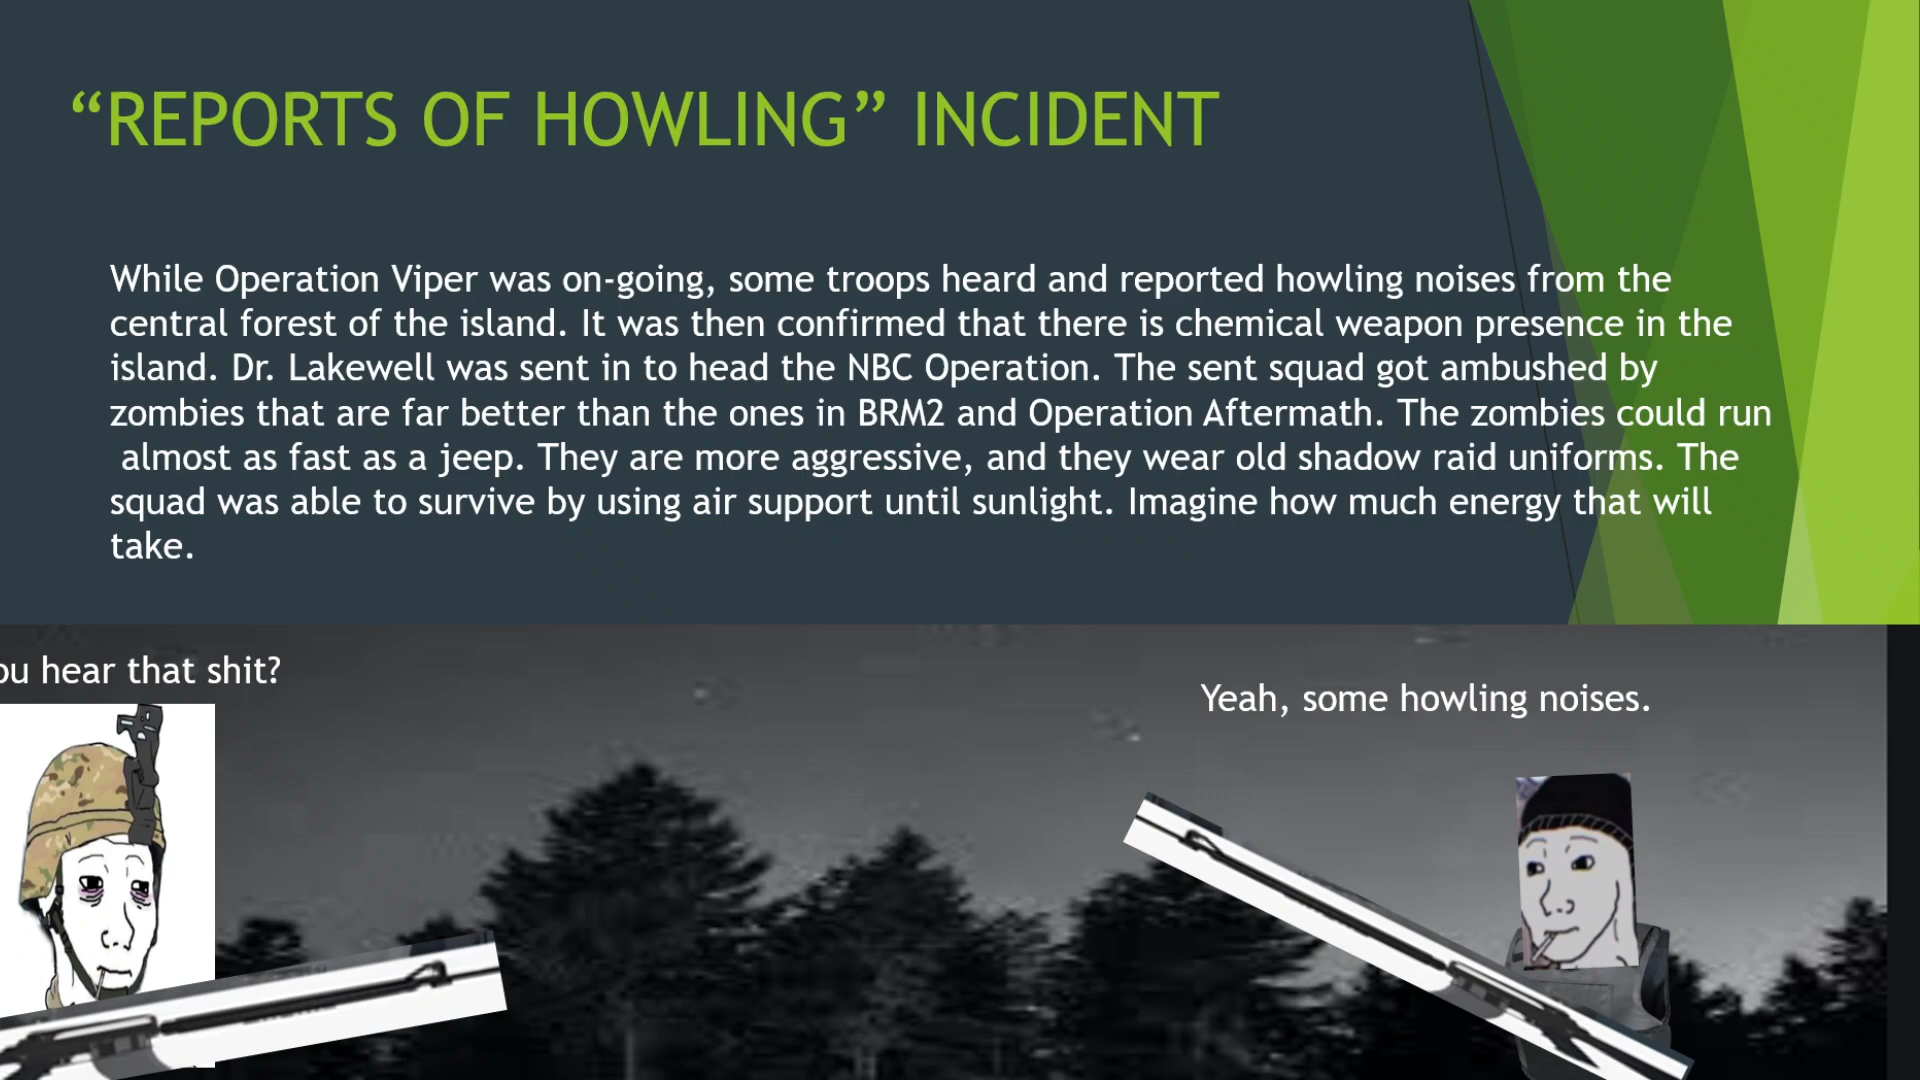 “REPORTS OF HOWLING” INCIDENT
While Operation Viper was on-going, some troops heard and reported howling noises from the
central forest of the island. It was then confirmed that there is chemical weapon presence in the
island. Dr. Lakewell was sent in to head the NBC Operation. The sent squad got ambushed by
zombies that are far better than the ones in BRM2 and Operation Aftermath. The zombies could run
almost as fast as a jeep. They are more aggressive, and they wear old shadow raid uniforms. The
squad was able to survive by using air support until sunlight. Imagine how much energy that will
take.
ou hear that shit?
Yeah, some howling noises.